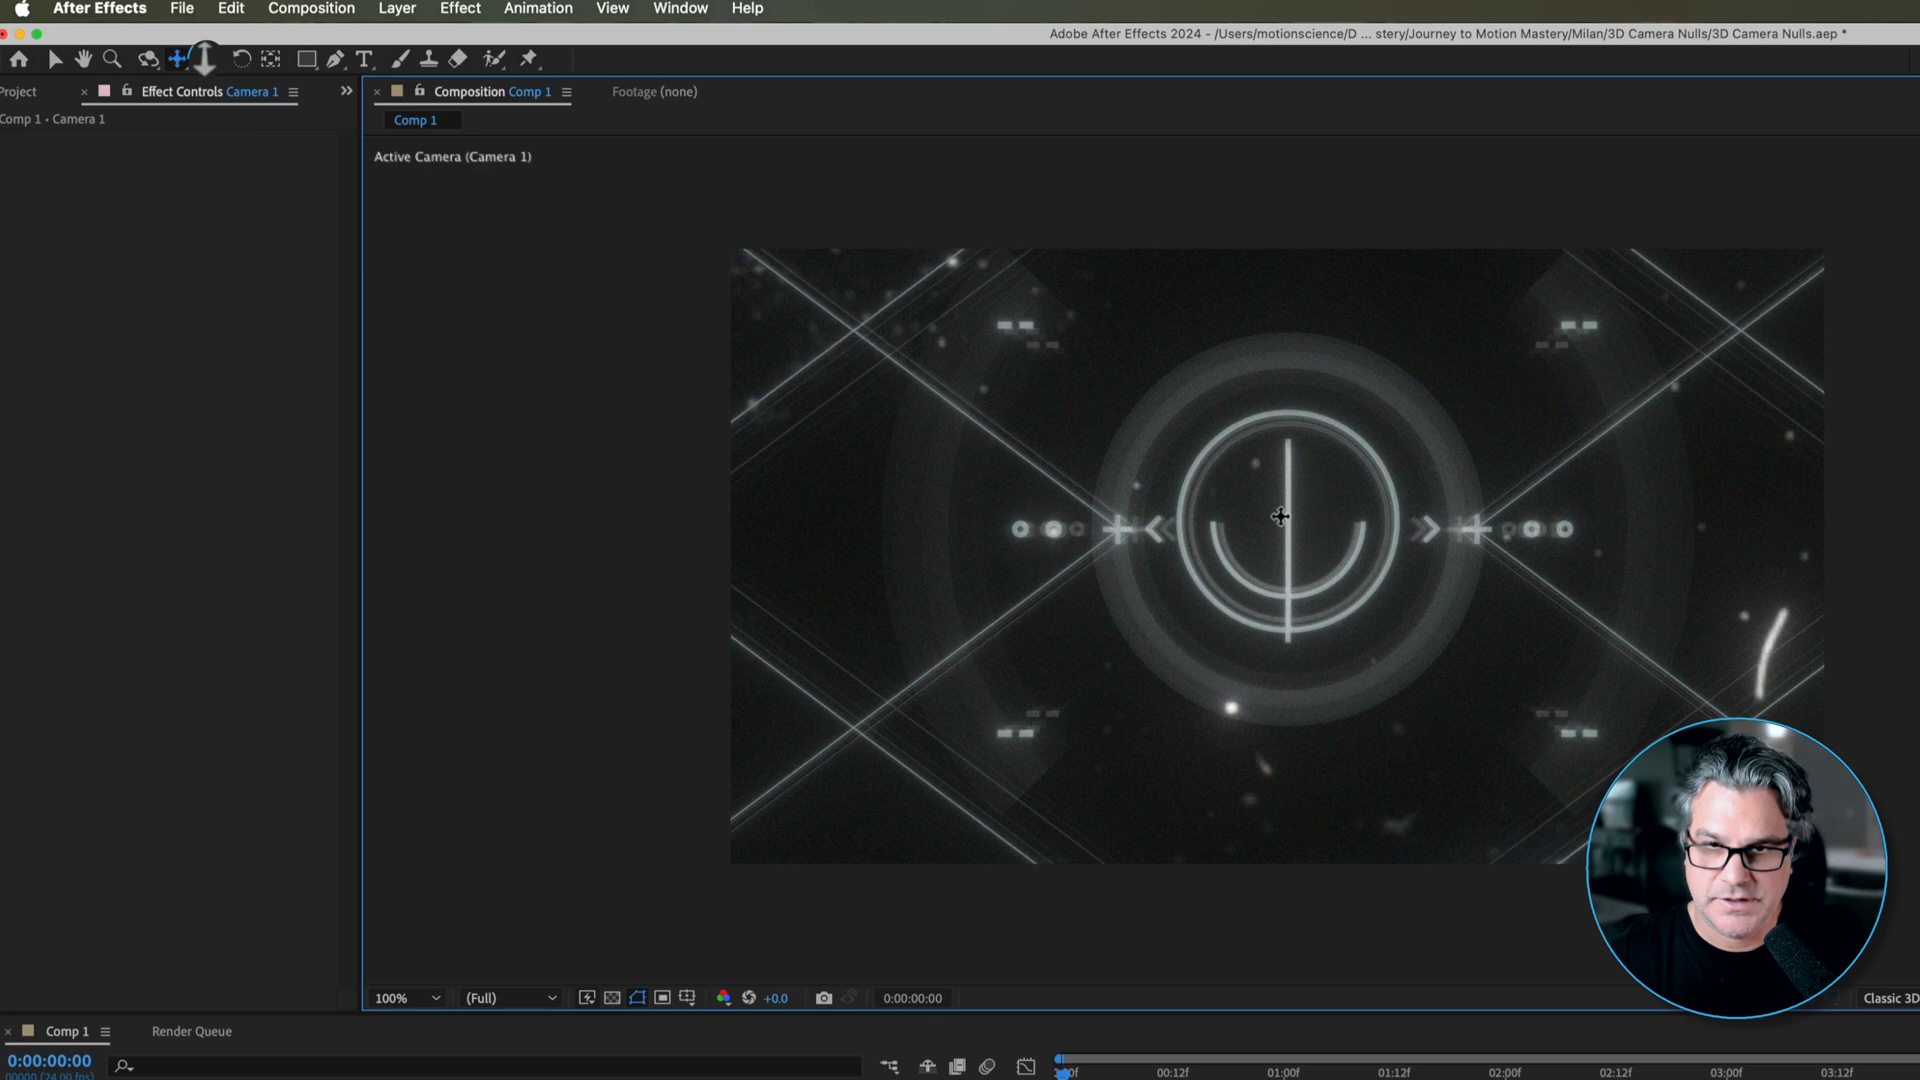 After Effects File Edit Composition Layer Effect Animation View Window Help
Adobe After Effects 2024 - /Users/motionscience/D ... stery/Journey to Motion Mastery/Milan/3D Camera Nulls/3D Camera Nulls.aep *
Project Effect Controls Camera 1 Composition Comp 1 Footage (none)
Comp 1 • Camera 1
Comp 1
Active Camera (Camera 1)
100% (Full) +0.0 0:00:00:00 Classic 3D
Comp 1 Render Queue
0:00:00:00
00000 (24.00 fps)
00:12f 01:00f 01:12f 02:00f 02:12f 03:00f 03:12f